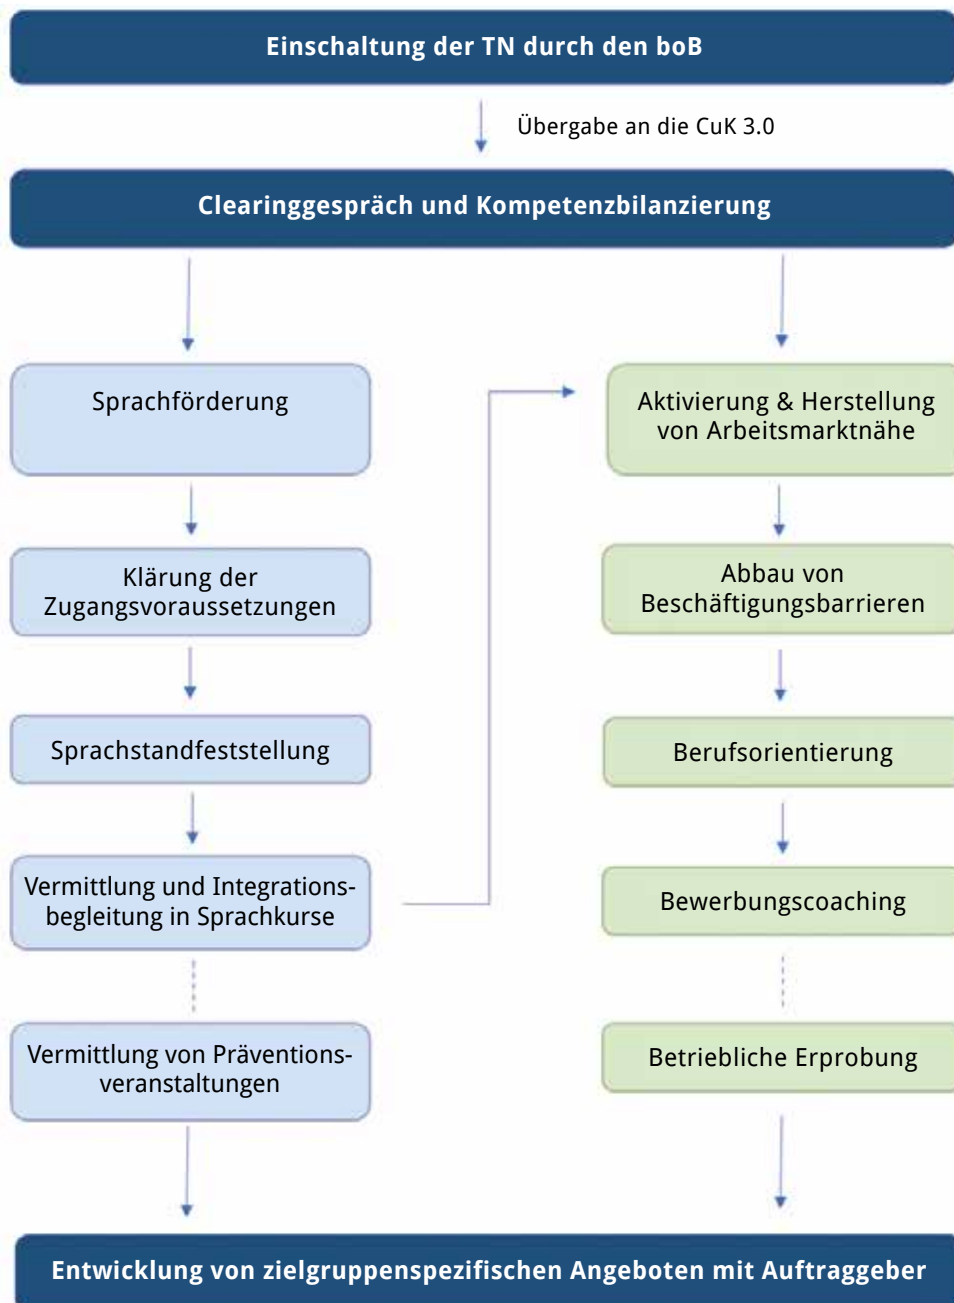 Einschaltung der TN durch den boB
Übergabe an die CuK 3.0
Clearinggespräch und Kompetenzbilanzierung
Sprachförderung
Klärung der
Zugangsvoraussetzungen
Sprachstandfeststellung
Vermittlung und Integrations-
begleitung in Sprachkurse
Vermittlung von Präventions-
veranstaltungen
Aktivierung & Herstellung
von Arbeitsmarktnähe
Abbau von
Beschäftigungsbarrieren
Berufsorientierung
Bewerbungscoaching
Betriebliche Erprobung
Entwicklung von zielgruppenspezifischen Angeboten mit Auftraggeber